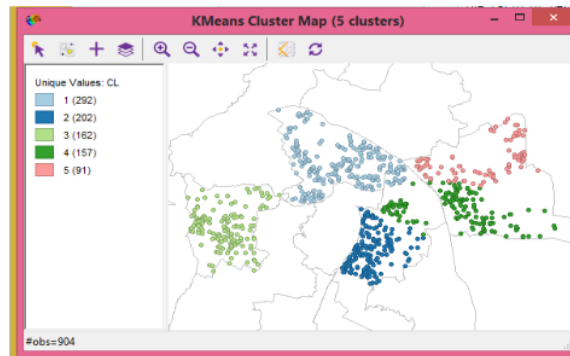 KMeans Cluster Map (5 clusters)
Unique Values: CL
1 (292)
2 (202)
3 (162)
4 (157)
5 (91)
#obs=904